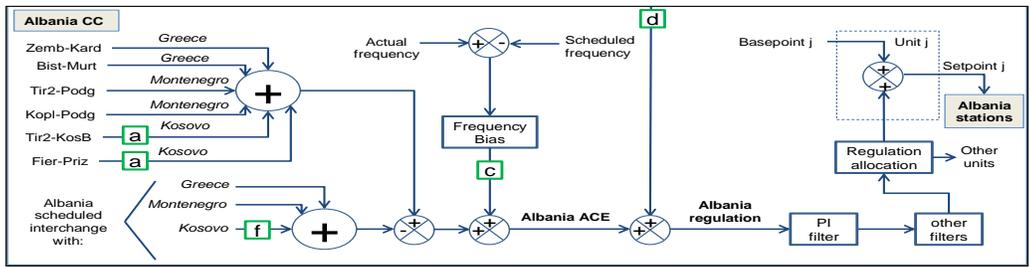 Albania CC
Zemb-Kard
Greece
Bist-Murt
Greece
Tir2-Podg
Montenegro
Kopl-Podg
Montenegro
Tir2-KosB
a
Kosovo
Fier-Priz
a
Kosovo
+
Albania
scheduled
interchange
with:
Greece
Montenegro
Kosovo
f
+
-
+
Actual
frequency
+
-
Scheduled
frequency
Frequency
Bias
c
+
+
Albania ACE
d
+
+
Albania
regulation
PI
filter
other
filters
Regulation
allocation
Other
units
Basepoint j
Unit j
+
+
Setpoint j
Albania
stations